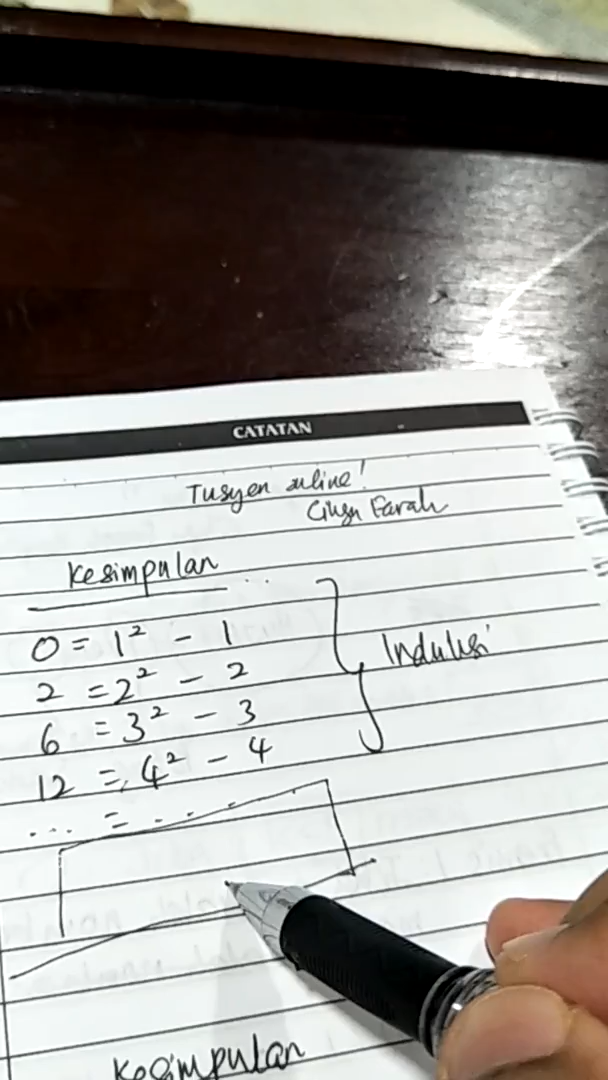 CATATAN
Tusyen online!
Cikgu Farah
Kesimpulan
0 = 1² - 1
2 = 2² - 2
6 = 3² - 3
12 = 4² - 4
Induksi
... = ...
Kesimpulan